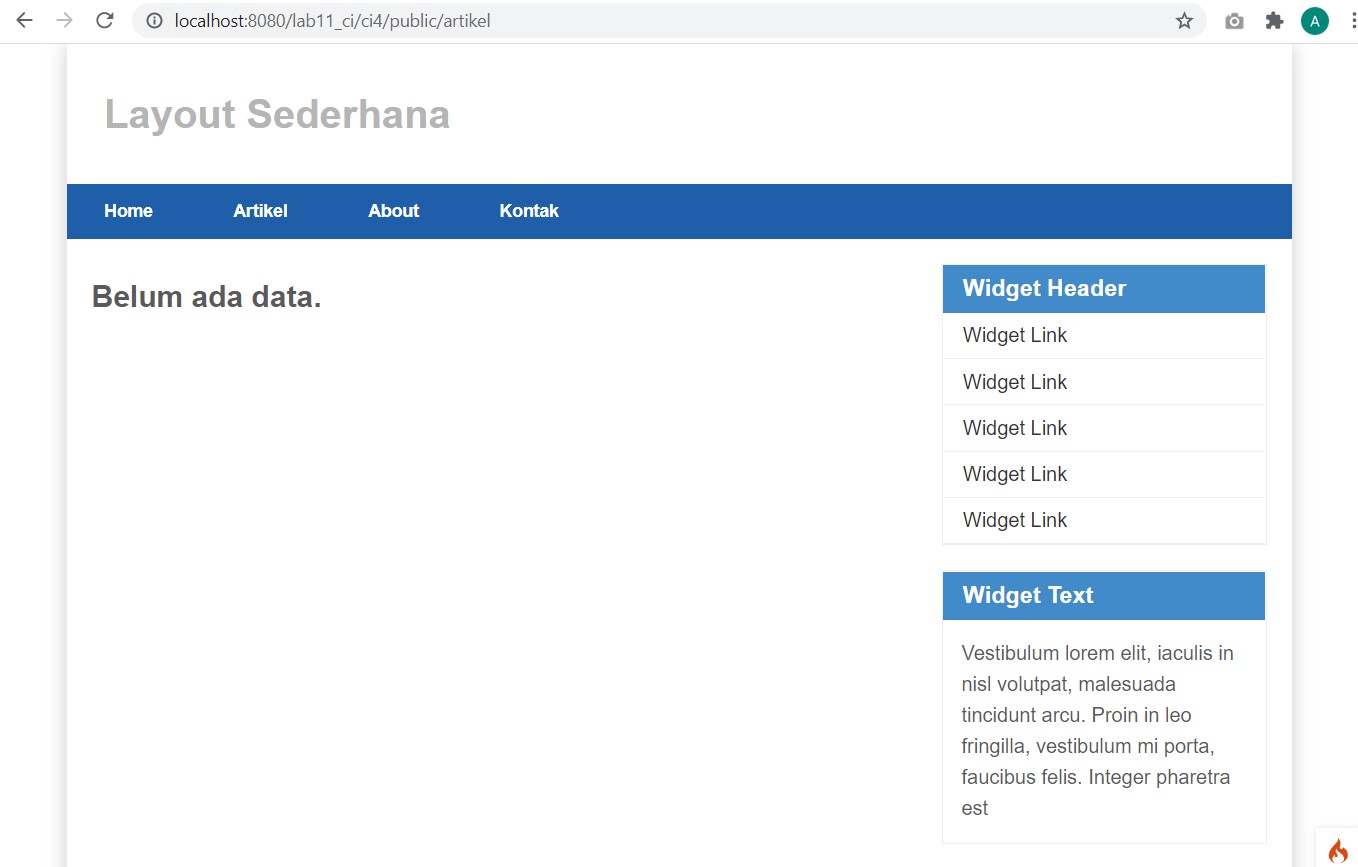 localhost:8080/lab11_ci/ci4/public/artikel
A
Layout Sederhana
Home Artikel About Kontak
Belum ada data.
Widget Header
Widget Link
Widget Link
Widget Link
Widget Link
Widget Link
Widget Text
Vestibulum lorem elit, iaculis in
nisl volutpat, malesuada
tincidunt arcu. Proin in leo
fringilla, vestibulum mi porta,
faucibus felis. Integer pharetra
est